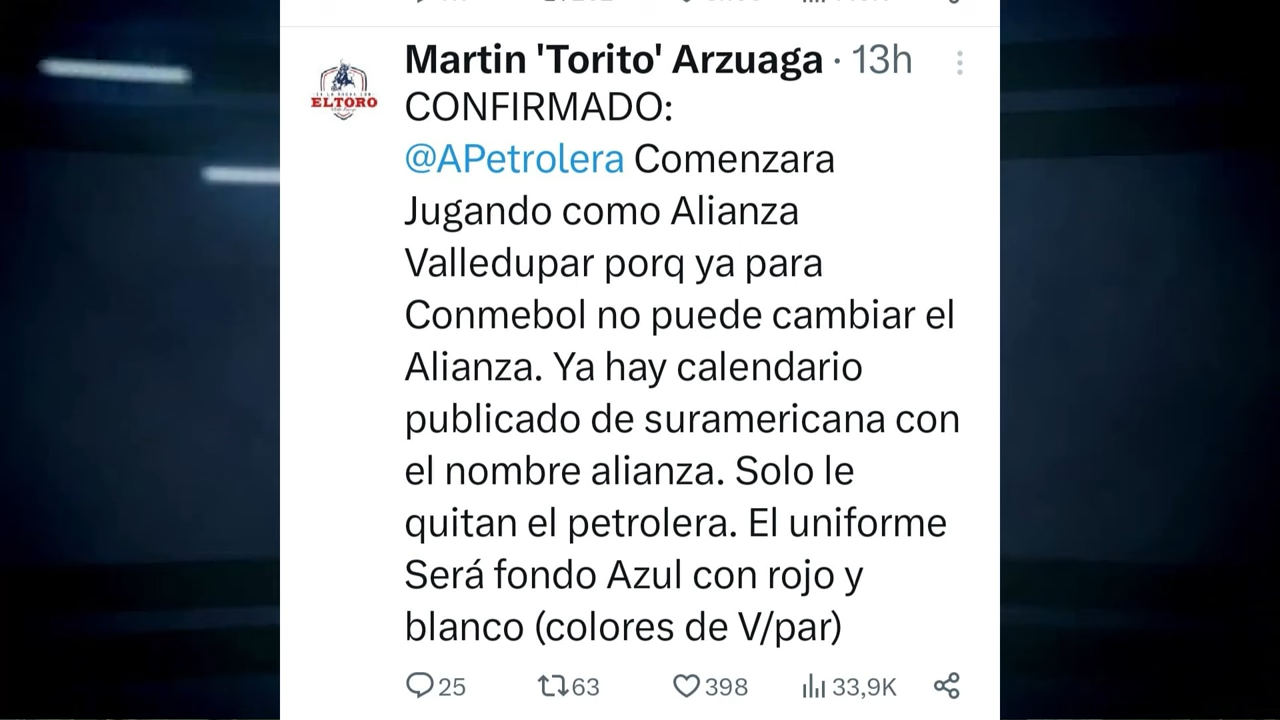 Martin 'Torito' Arzuaga · 13h
ELTORO
CONFIRMADO:
@APetrolera Comenzara
Jugando como Alianza
Valledupar porq ya para
Conmebol no puede cambiar el
Alianza. Ya hay calendario
publicado de suramericana con
el nombre alianza. Solo le
quitan el petrolera. El uniforme
Será fondo Azul con rojo y
blanco (colores de V/par)
25 63 398 33,9K